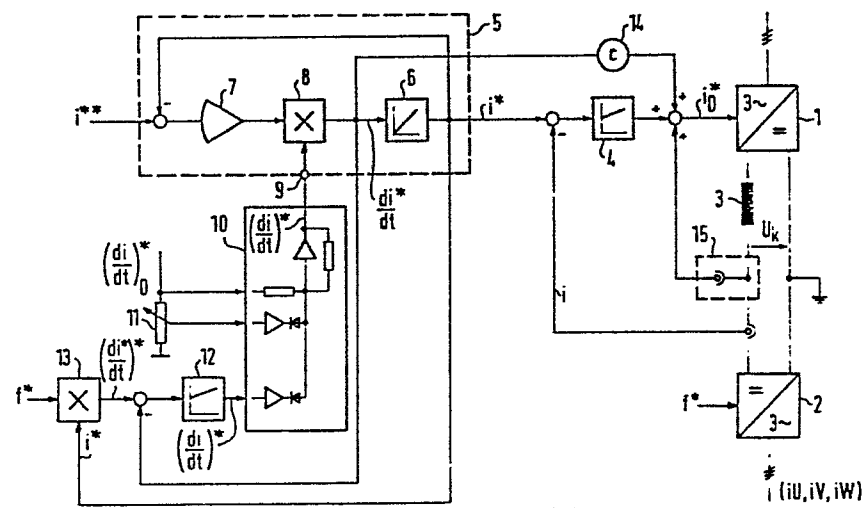 5
14
c
7
8
6
i**
-
×
i*
-
4
+
+
+
i₀*
3~
=
1
9
di*/dt
3
U_k
15
10
(di/dt)*
(di/dt)₀*
11
i
13
(di**/dt)*
12
f*
×
-
(di/dt)*
i*
=
3~
2
f*
(iU, iV, iW)